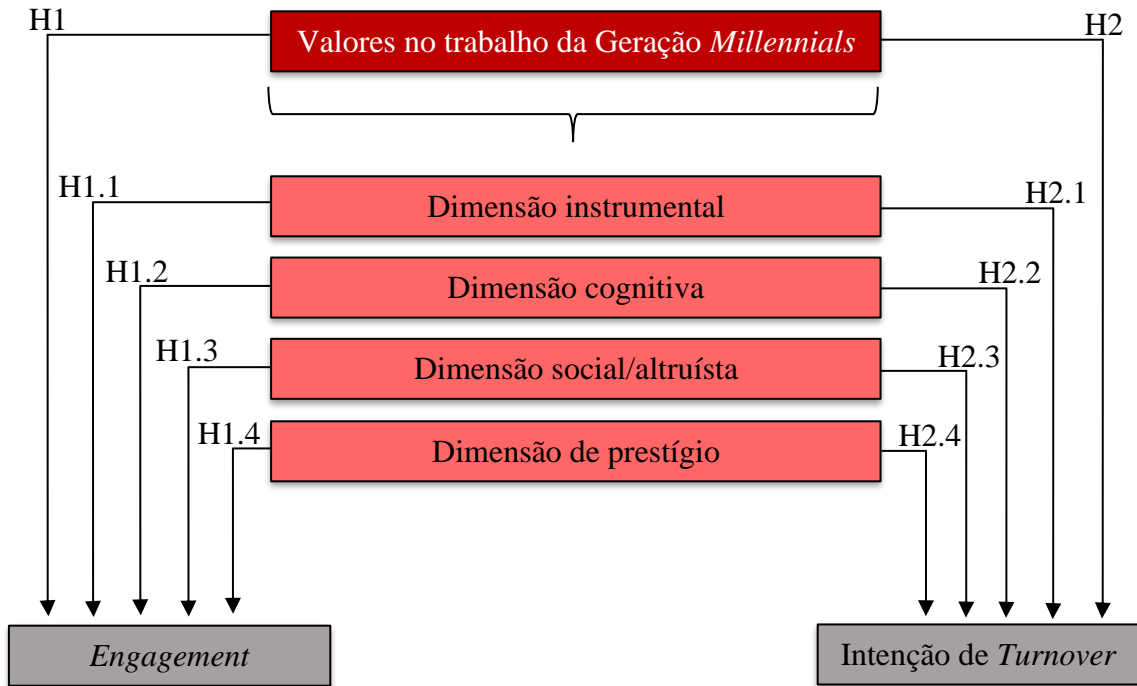 H1
Valores no trabalho da Geração Millennials
H2
H1.1
Dimensão instrumental
H2.1
H1.2
Dimensão cognitiva
H2.2
H1.3
Dimensão social/altruísta
H2.3
H1.4
Dimensão de prestígio
H2.4
Engagement
Intenção de Turnover